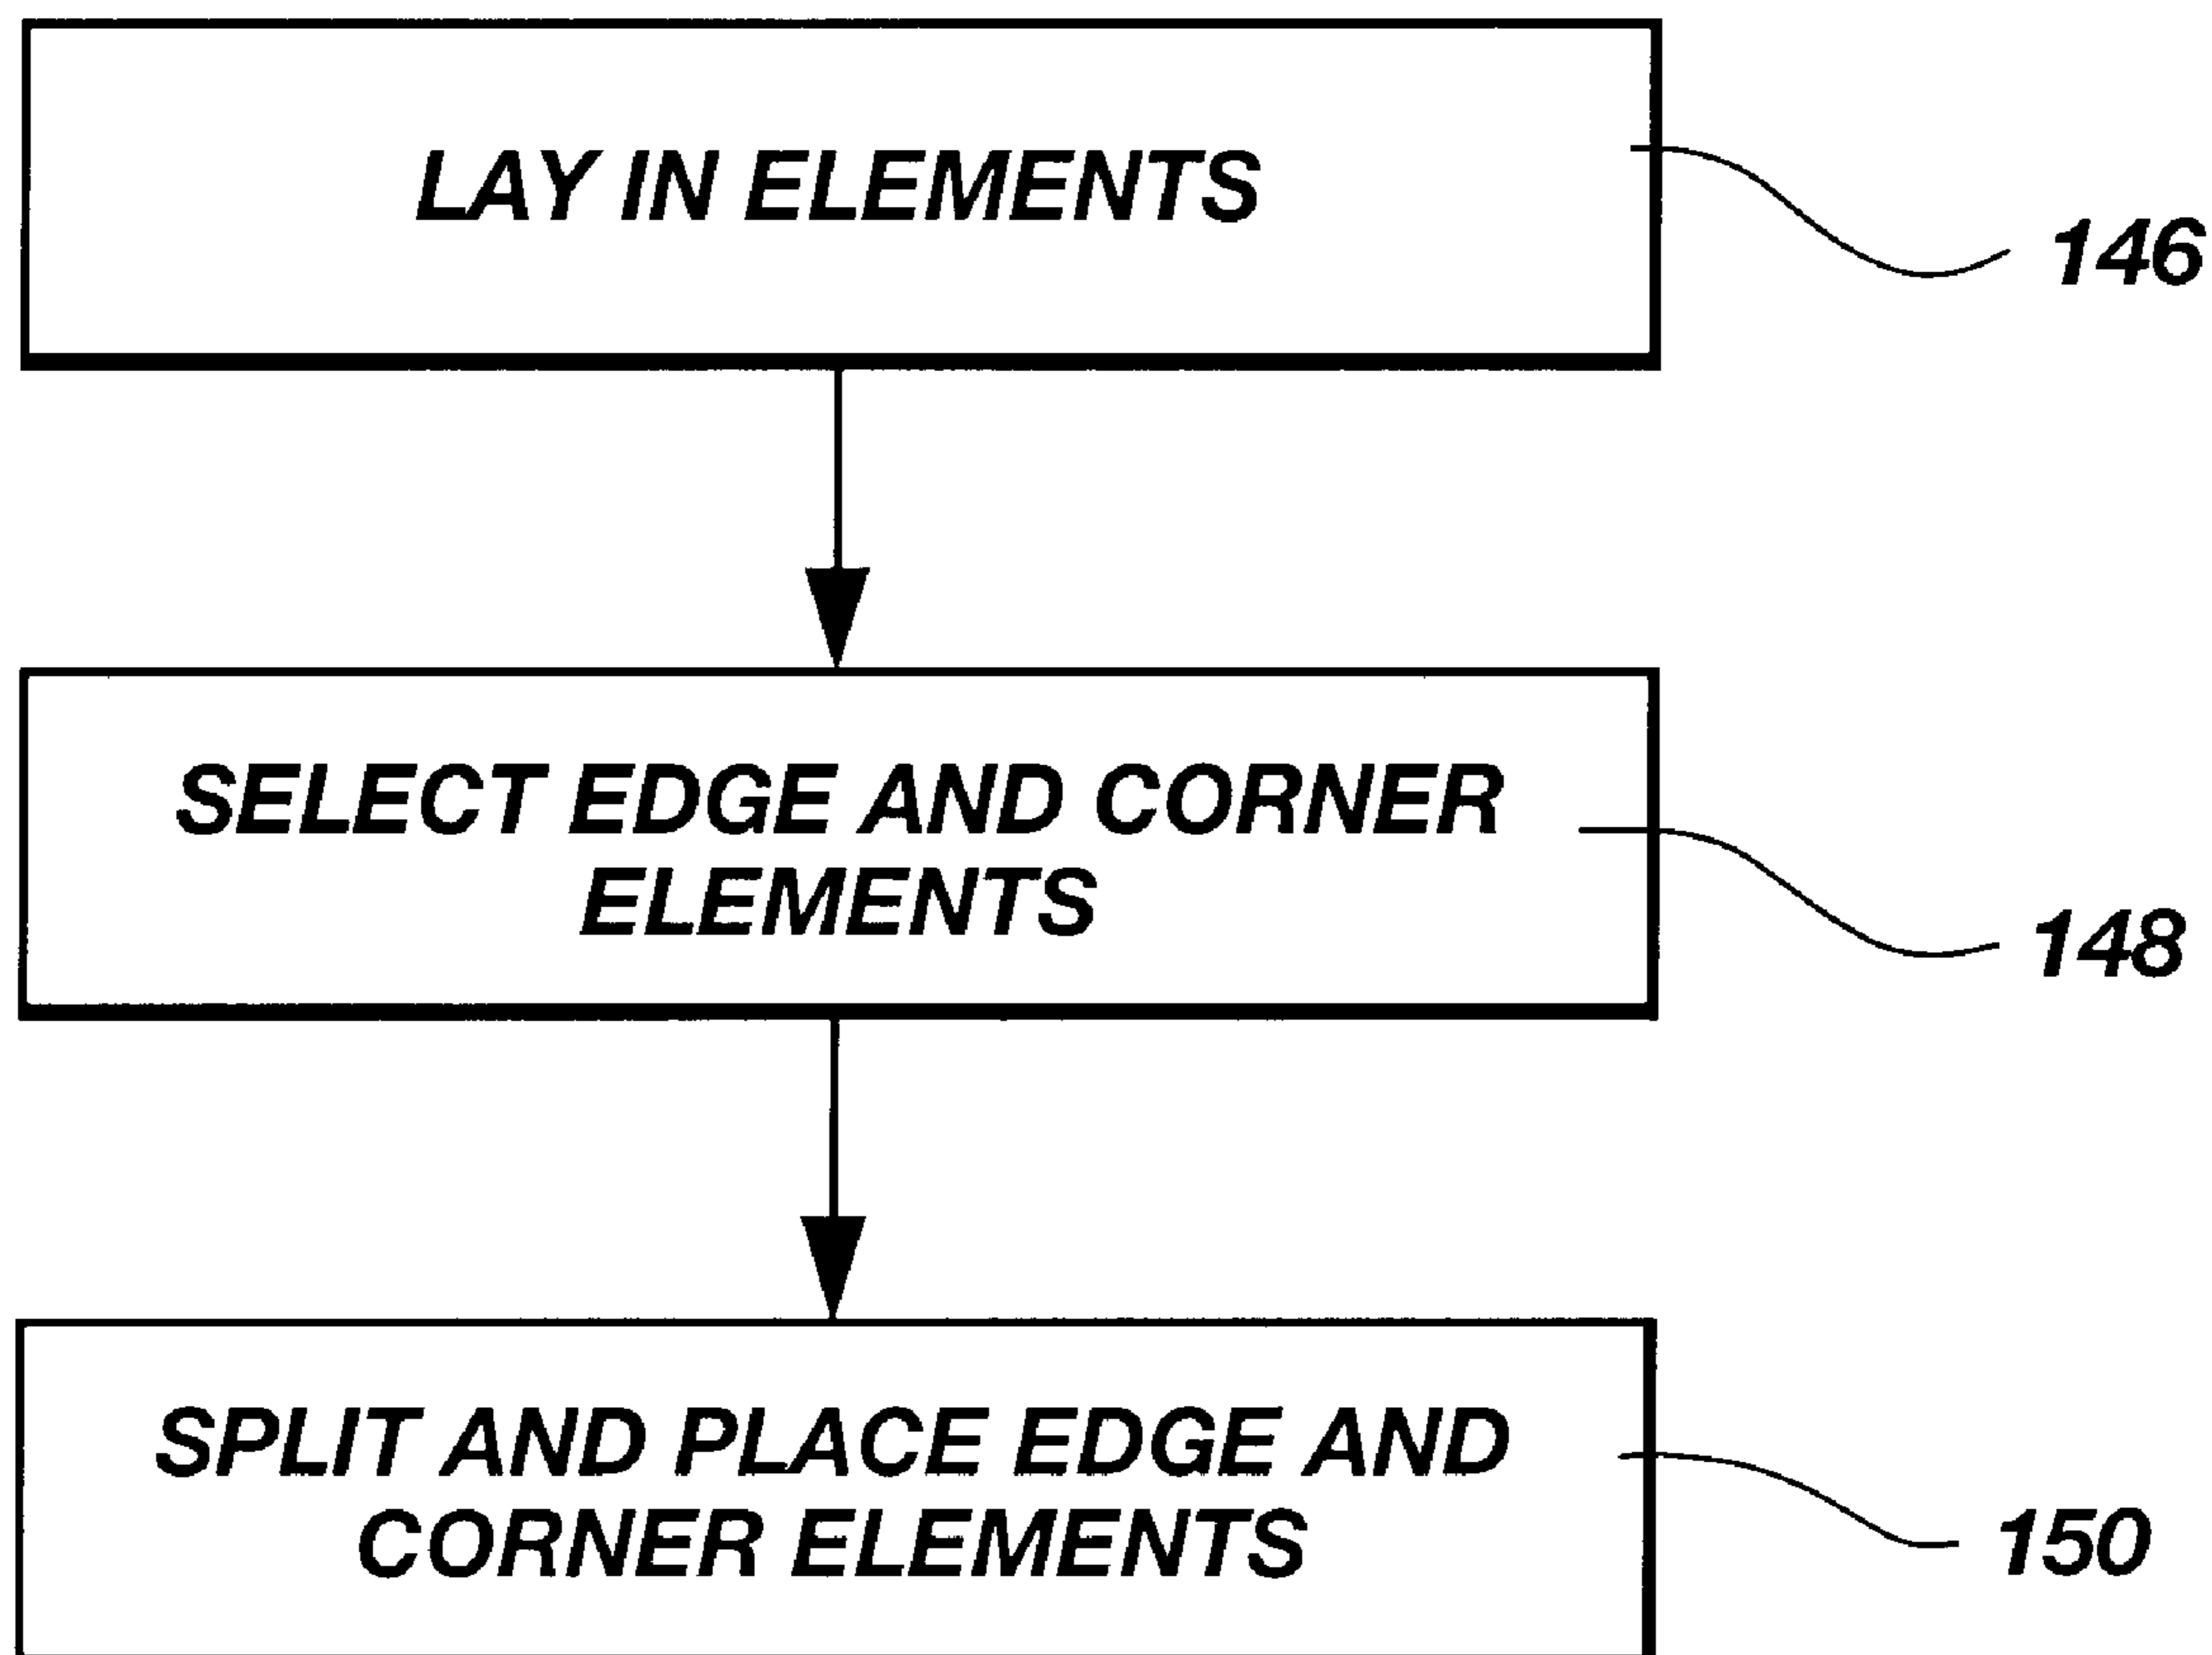 LAY IN ELEMENTS
146
SELECT EDGE AND CORNER
ELEMENTS
148
SPLIT AND PLACE EDGE AND
CORNER ELEMENTS
150